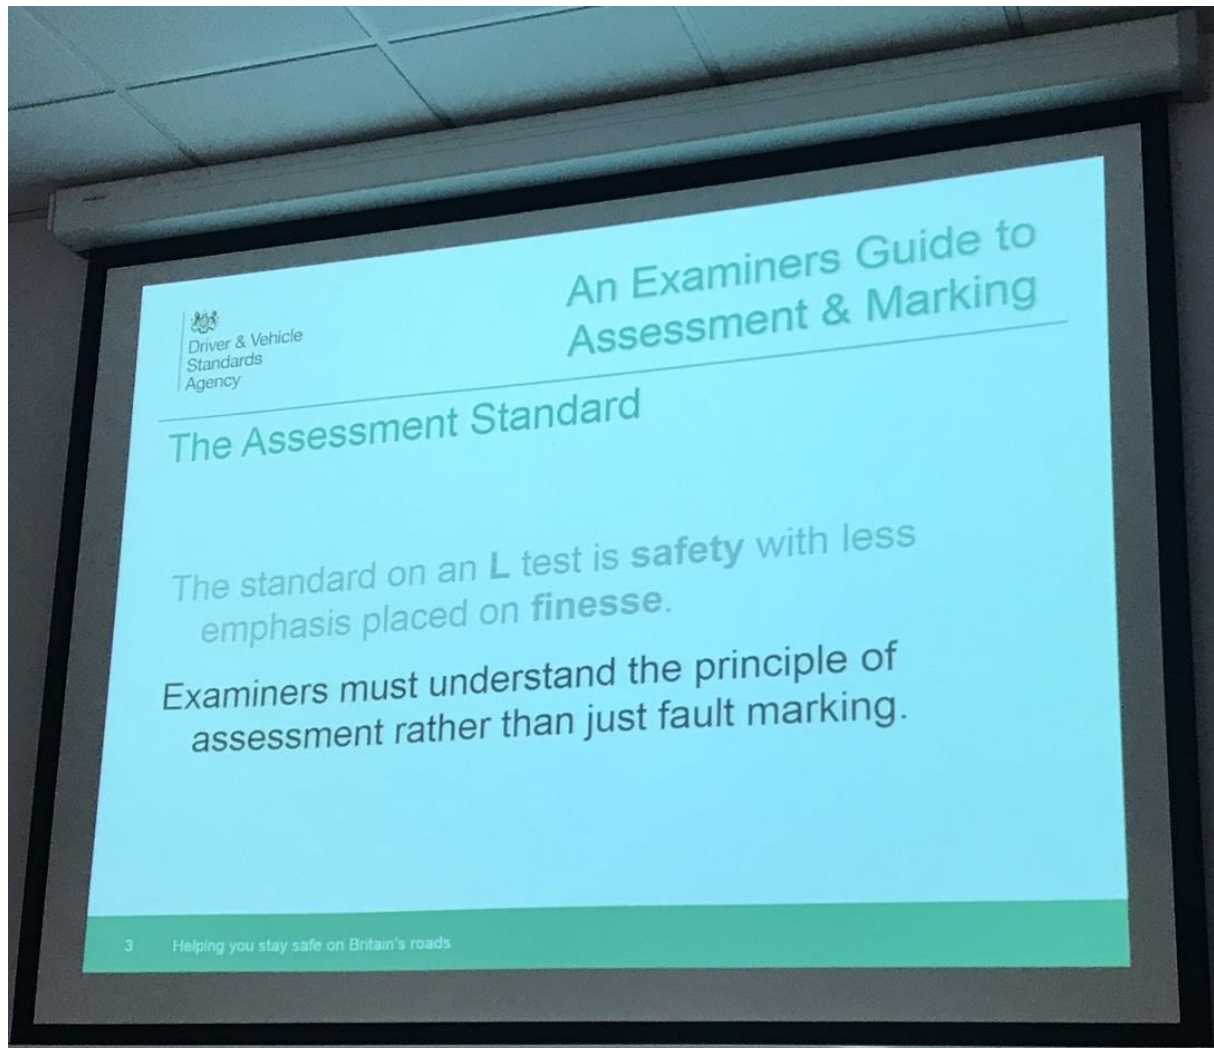 An Examiners Guide to
Assessment & Marking
Driver & Vehicle
Standards
Agency
The Assessment Standard
The standard on an L test is safety with less
emphasis placed on finesse.
Examiners must understand the principle of
assessment rather than just fault marking.
3 Helping you stay safe on Britain's roads